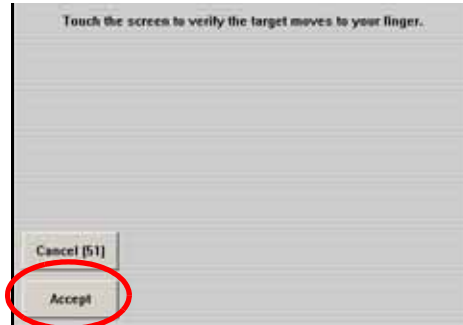 Touch the screen to verify the target moves to your finger.
Cancel [51]
Accept